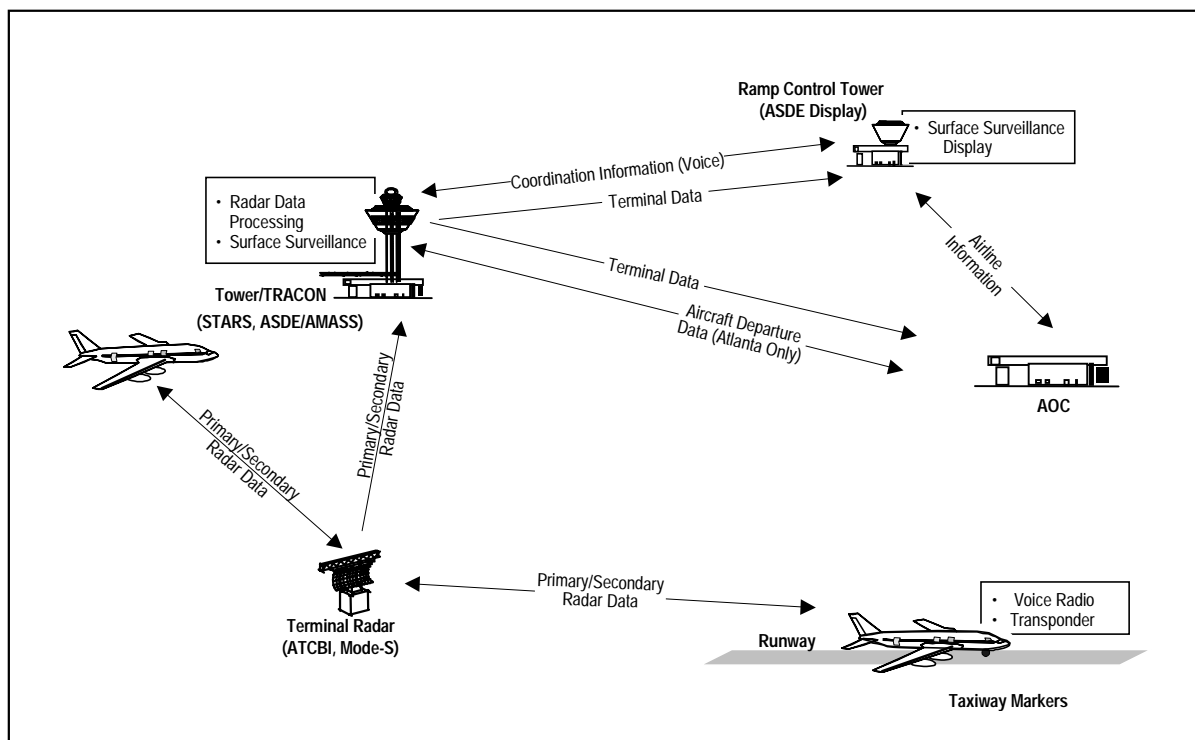 Ramp Control Tower
(ASDE Display)
• Surface Surveillance
Display
Coordination Information (Voice)
Terminal Data
• Radar Data
Processing
• Surface Surveillance
Tower/TRACON
(STARS, ASDE/AMASS)
Terminal Data
Aircraft Departure
Data (Atlanta Only)
Airline
Information
AOC
Primary/Secondary
Radar Data
Primary/Secondary
Radar Data
Terminal Radar
(ATCBI, Mode-S)
Primary/Secondary
Radar Data
• Voice Radio
• Transponder
Runway
Taxiway Markers